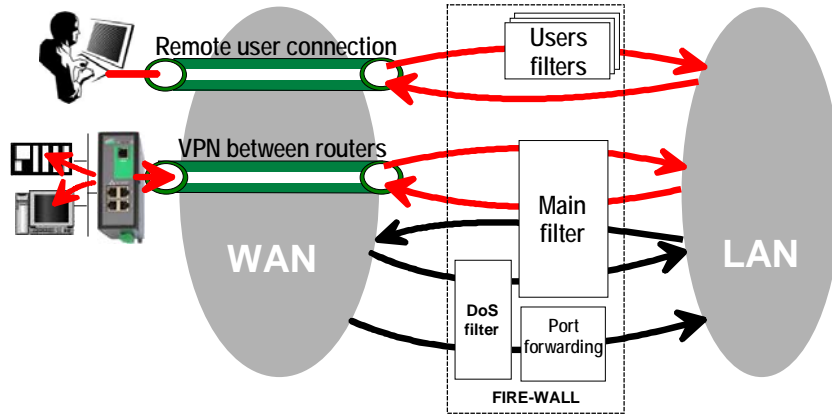 Remote user connection
Users
filters
VPN between routers
Main
filter
WAN
LAN
DoS
filter
Port
forwarding
FIRE-WALL